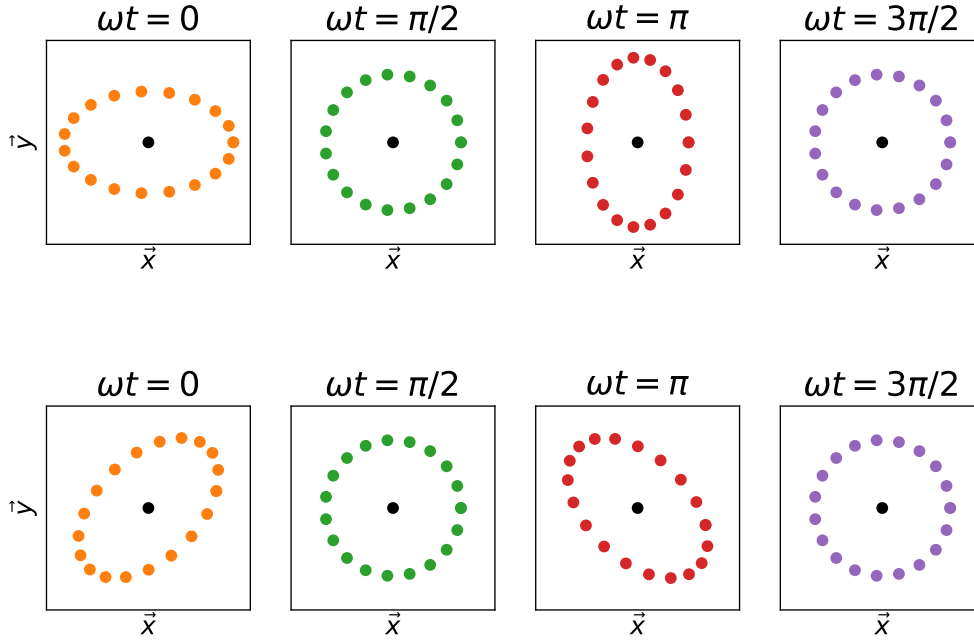 ωt = 0 ωt = π/2 ωt = π ωt = 3π/2
y⃗
x⃗ x⃗ x⃗ x⃗
ωt = 0 ωt = π/2 ωt = π ωt = 3π/2
y⃗
x⃗ x⃗ x⃗ x⃗